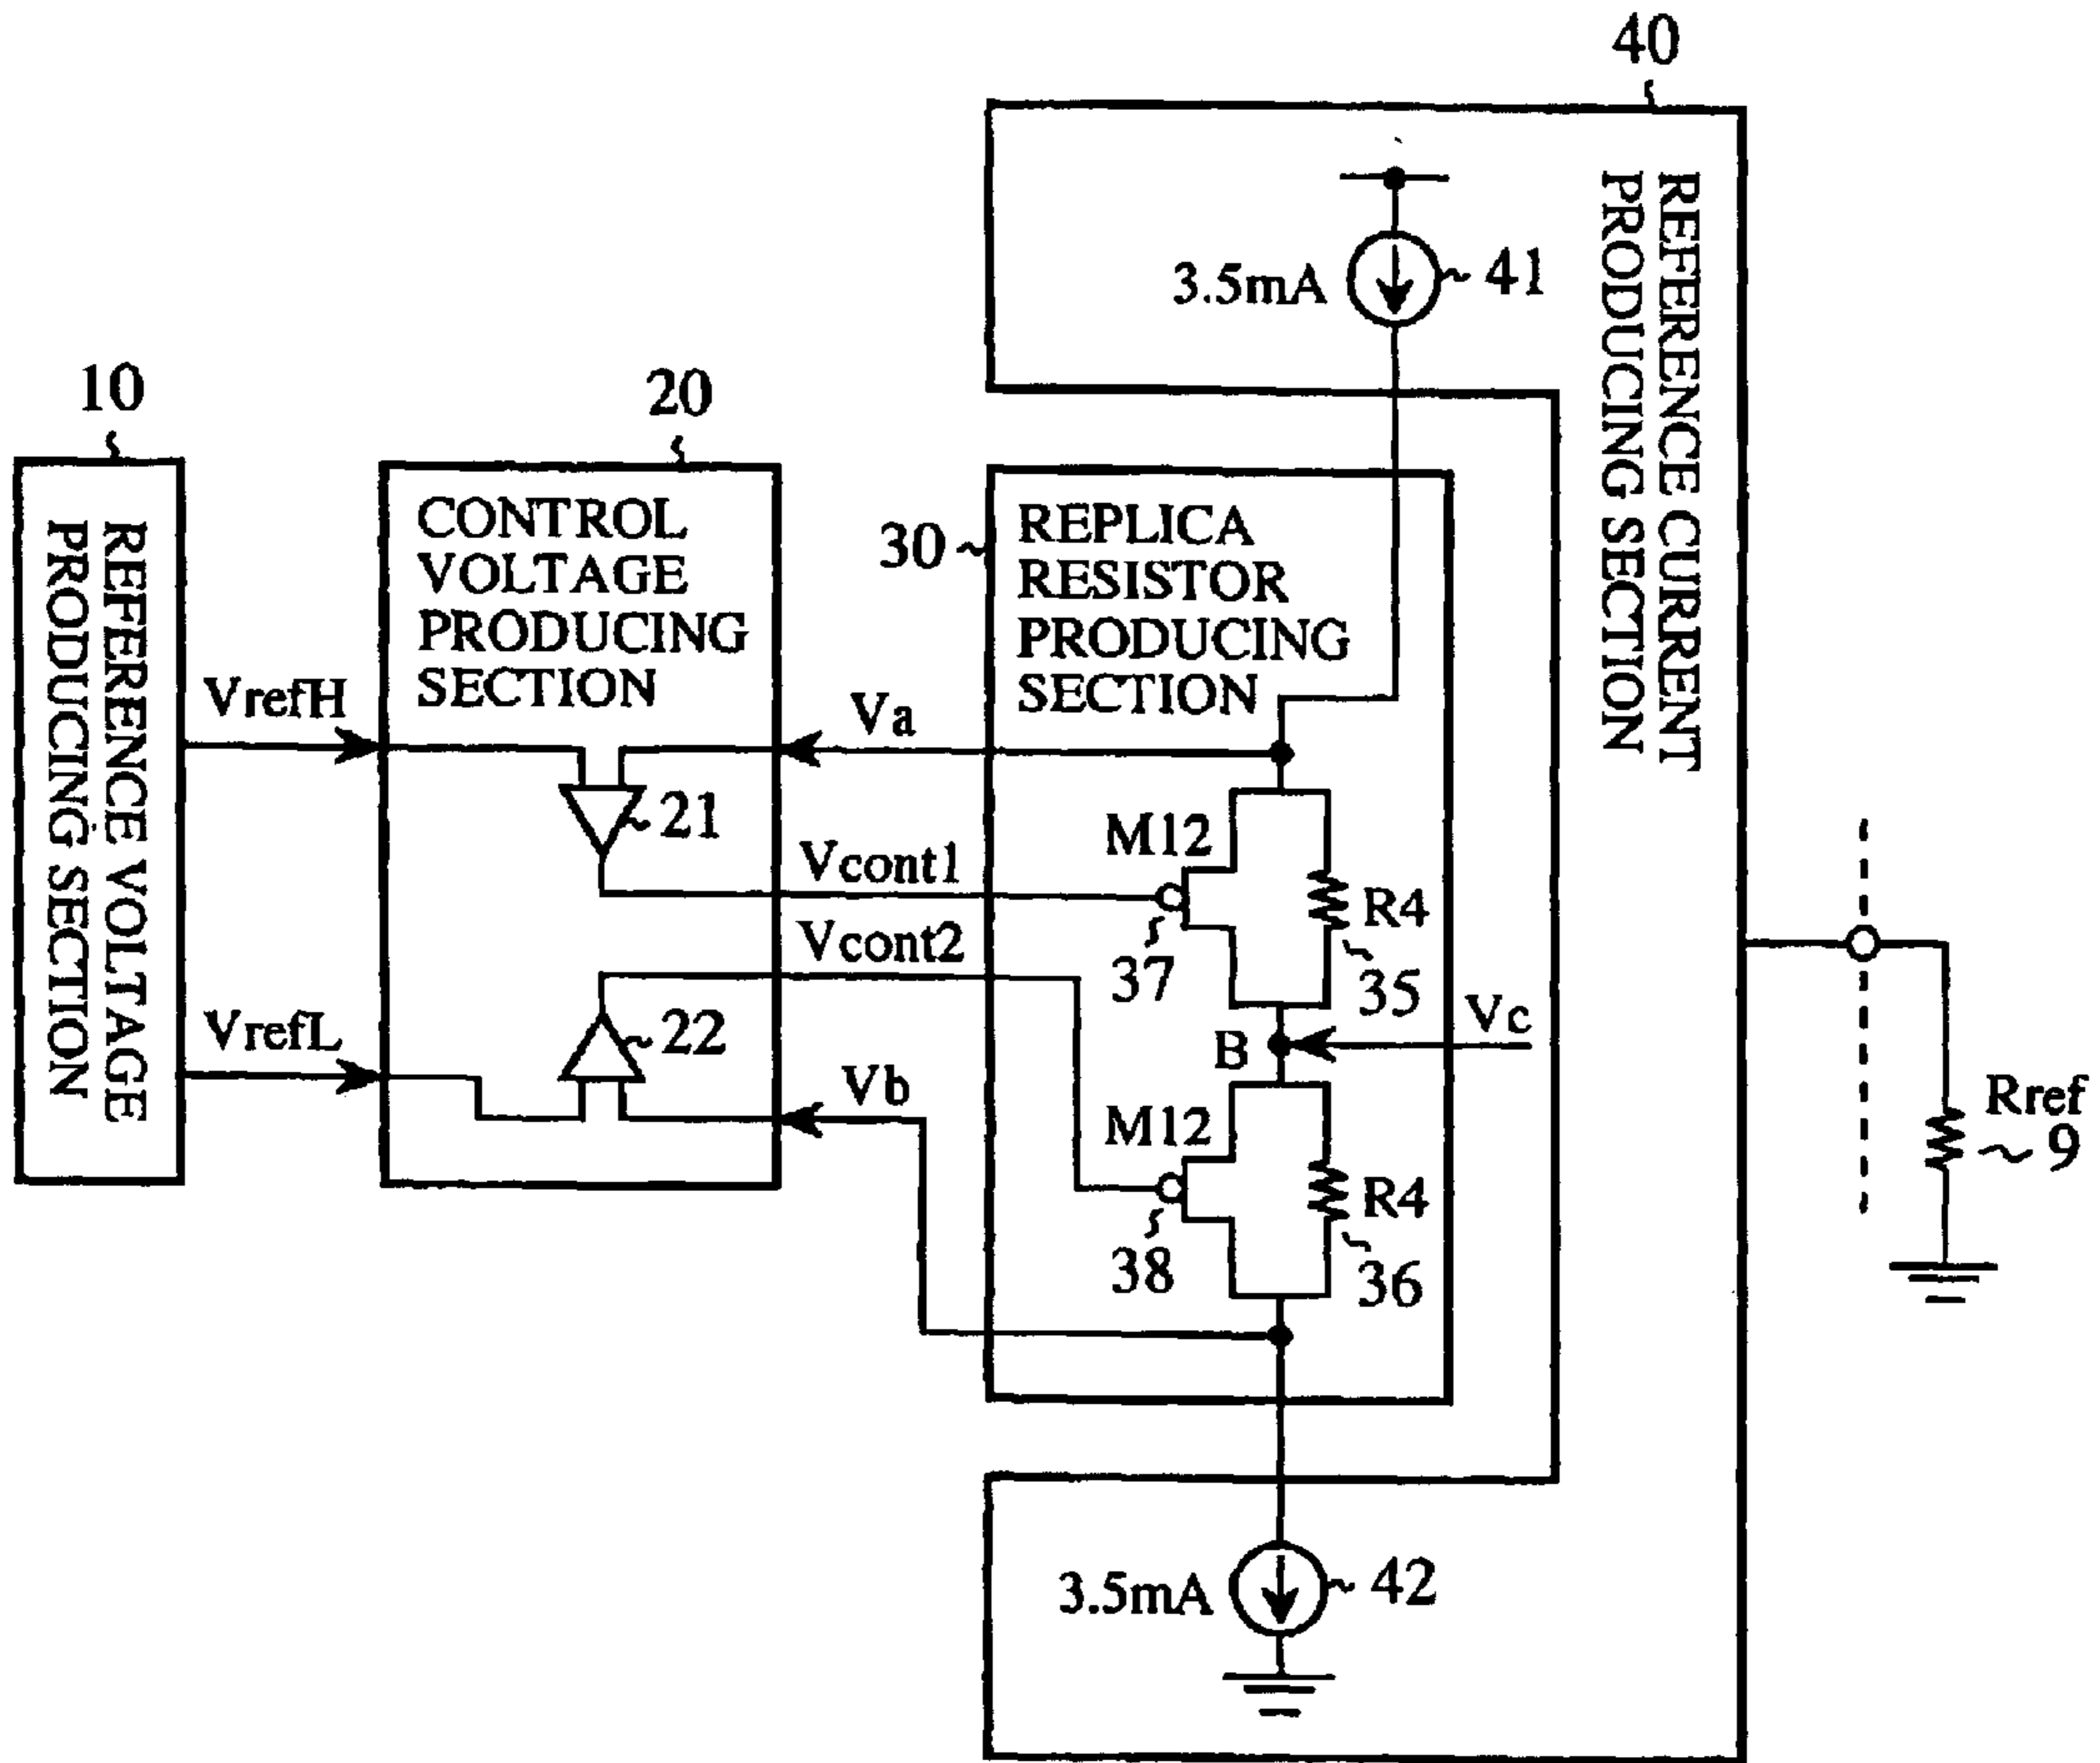 40
REFERENCE CURRENT
PRODUCING SECTION
3.5mA
41
10
20
REFERENCE VOLTAGE
PRODUCING SECTION
CONTROL
VOLTAGE
PRODUCING
SECTION
30
REPLICA
RESISTOR
PRODUCING
SECTION
VrefH
Va
21
M12
Vcont1
R4
Vcont2
37
35
Vc
VrefL
22
B
Vb
Rref
9
M12
R4
38
36
3.5mA
42